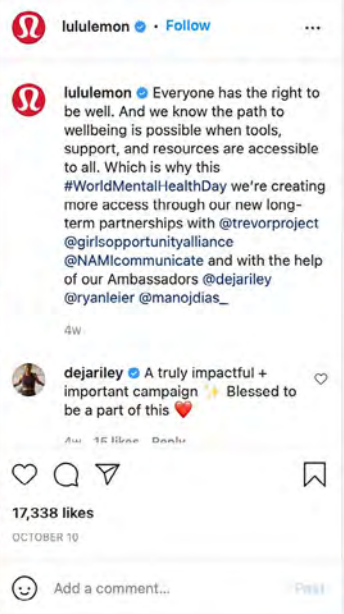 lululemon • Follow
lululemon Everyone has the right to
be well. And we know the path to
wellbeing is possible when tools,
support, and resources are accessible
to all. Which is why this
#WorldMentalHealthDay we're creating
more access through our new long-
term partnerships with @trevorproject
@girlsopportunityalliance
@NAMIcommunicate and with the help
of our Ambassadors @dejariley
@ryanleier @manojdias_
4w
dejariley A truly impactful +
important campaign ✨ Blessed to
be a part of this ❤️
4w 15 likes Reply
17,338 likes
OCTOBER 10
Add a comment... Post